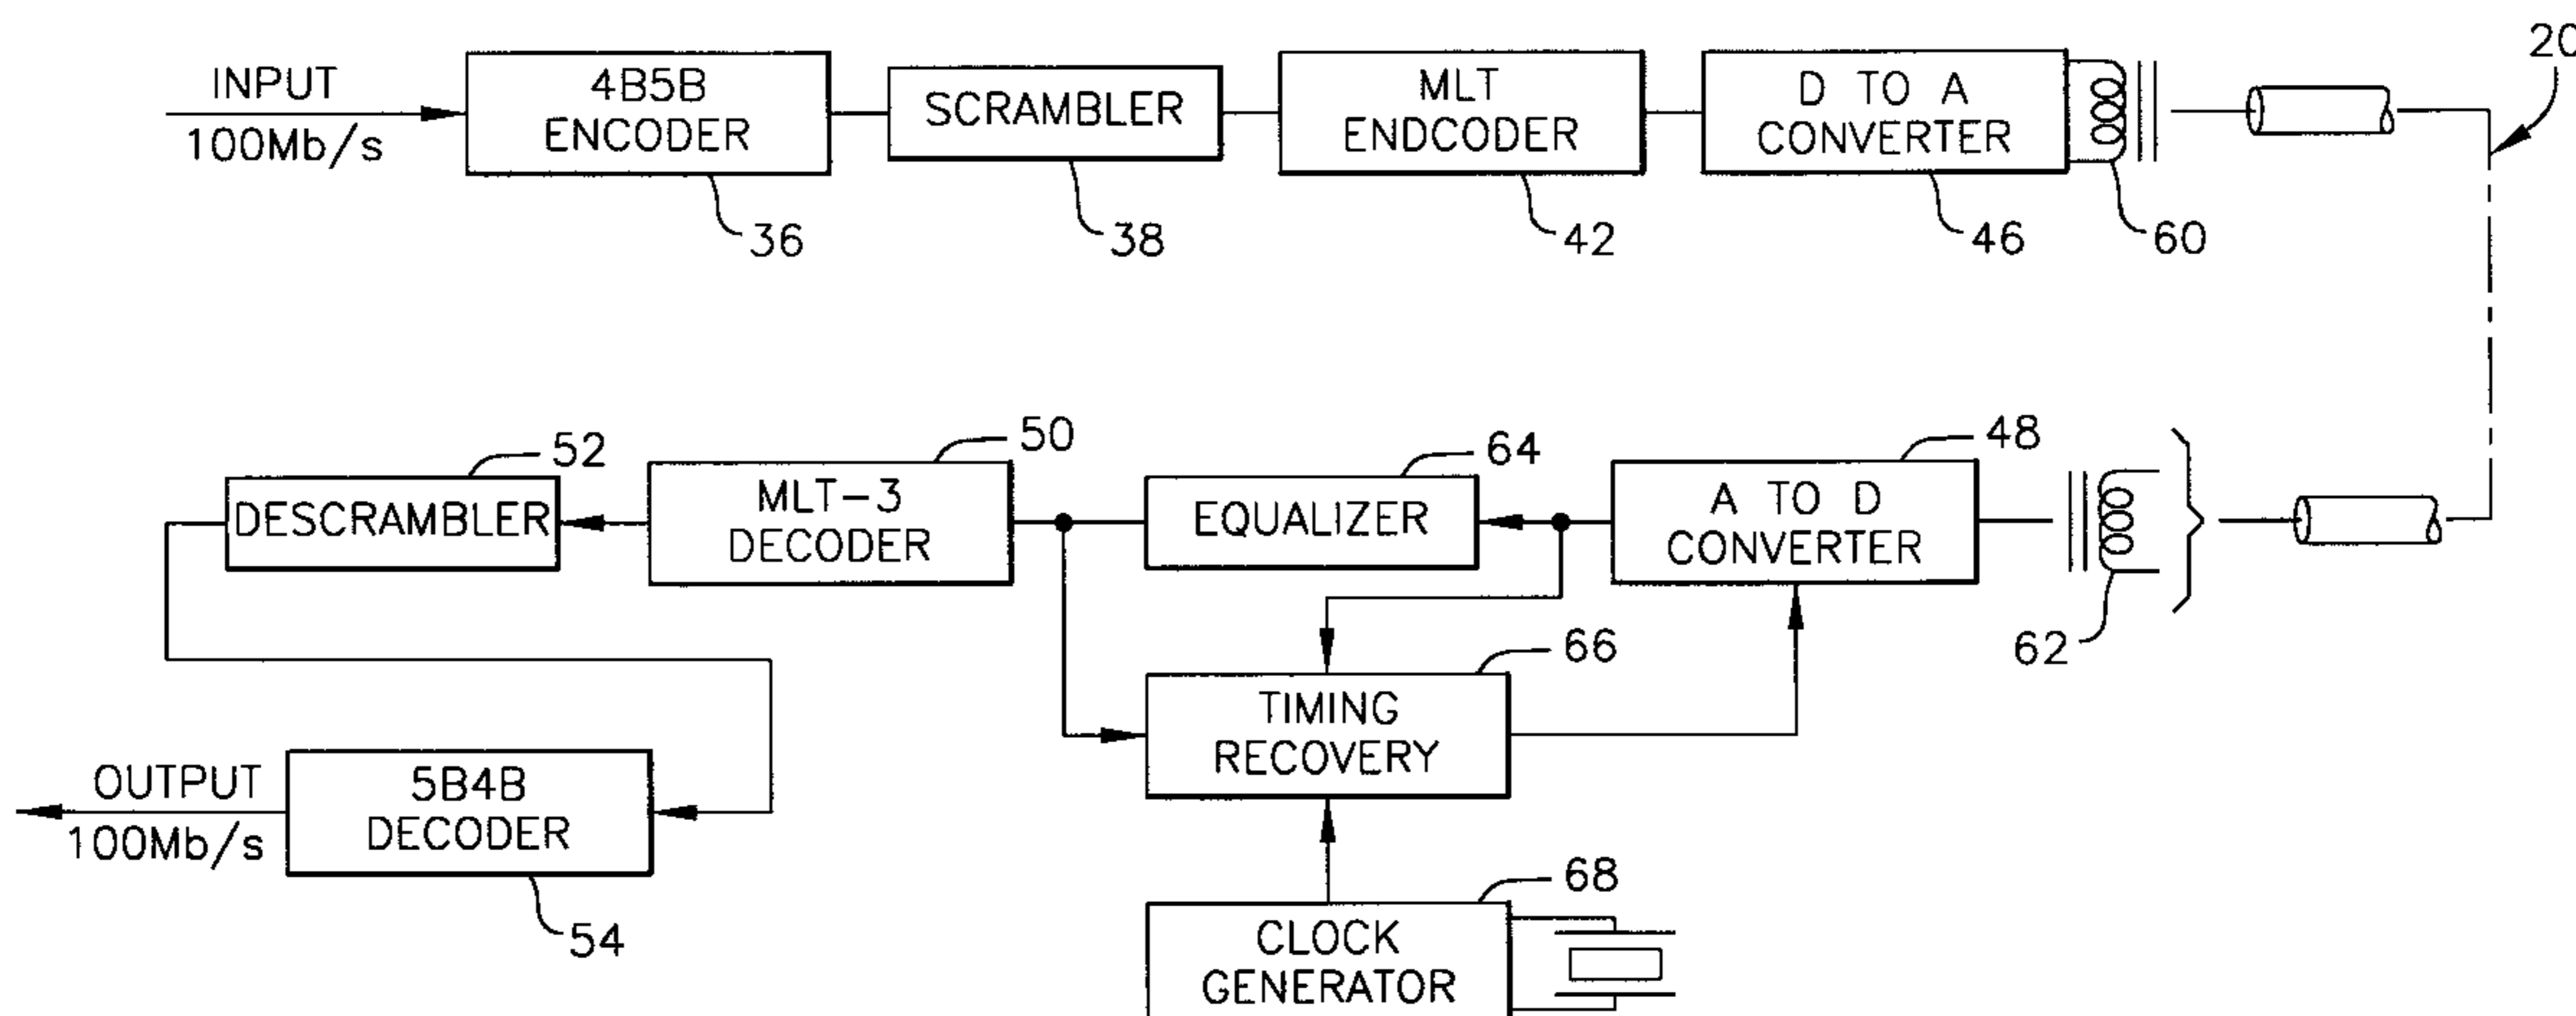 INPUT
100Mb/s
4B5B
ENCODER
SCRAMBLER
MLT
ENDCODER
D TO A
CONVERTER
20
36
38
42
46
60
52
50
64
48
DESCRAMBLER
MLT-3
DECODER
EQUALIZER
A TO D
CONVERTER
62
66
TIMING
RECOVERY
OUTPUT
100Mb/s
5B4B
DECODER
54
68
CLOCK
GENERATOR